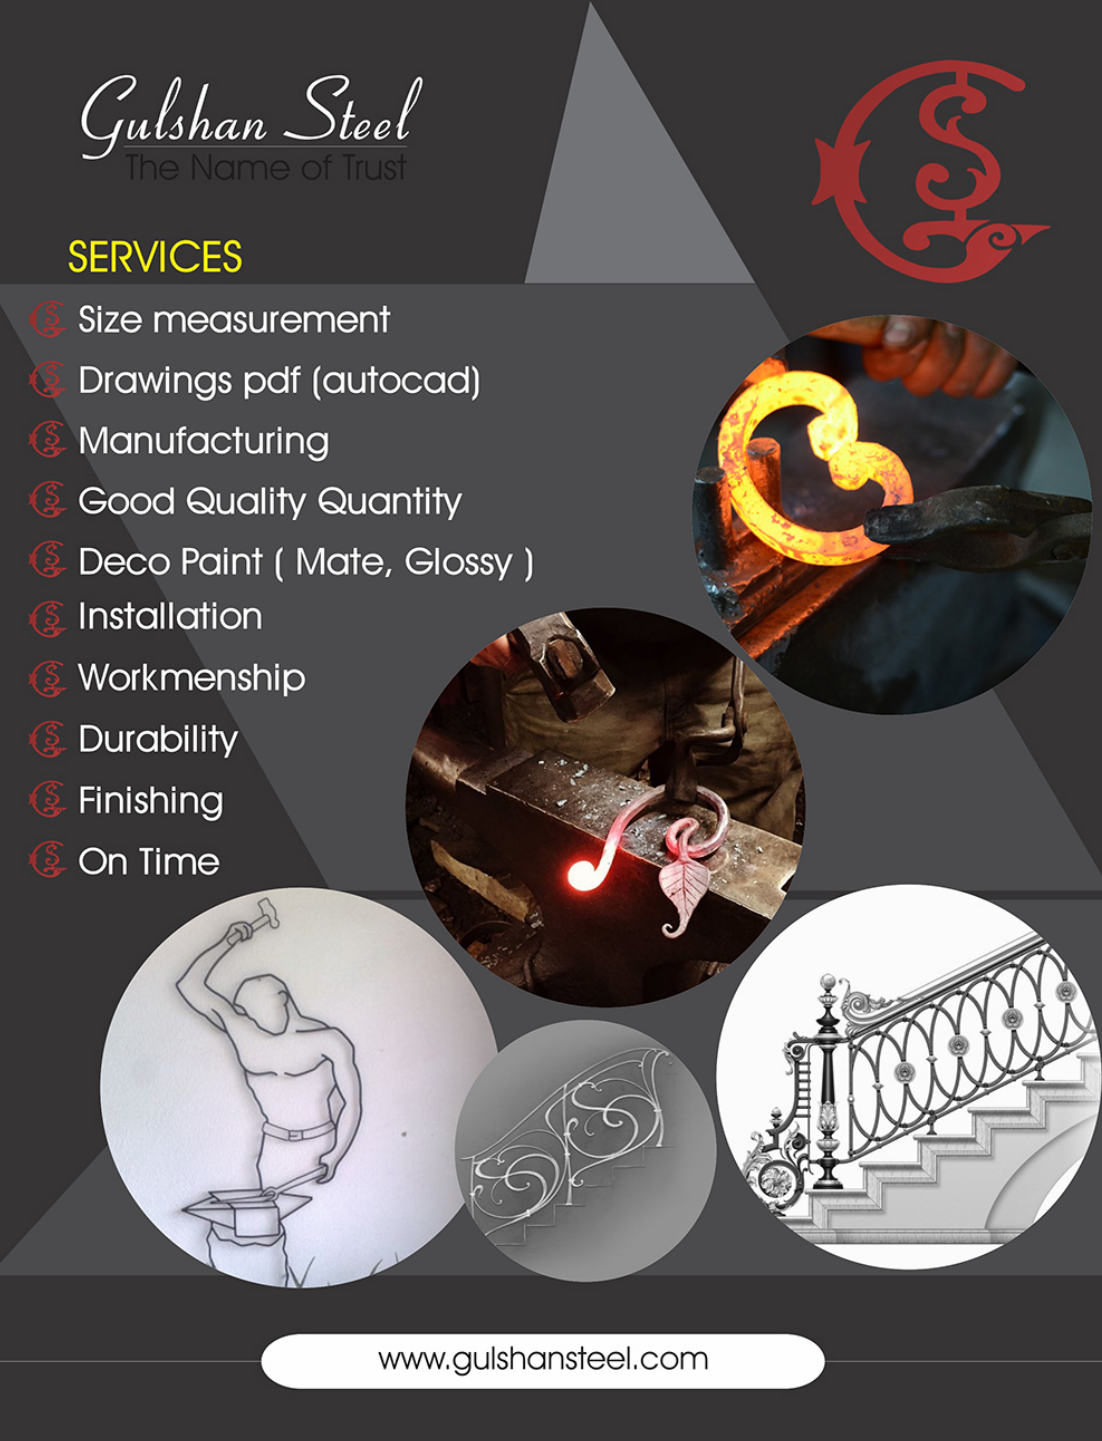 Gulshan Steel
The Name of Trust
SERVICES
Size measurement
Drawings pdf (autocad)
Manufacturing
Good Quality Quantity
Deco Paint ( Mate, Glossy )
Installation
Workmenship
Durability
Finishing
On Time
www.gulshansteel.com